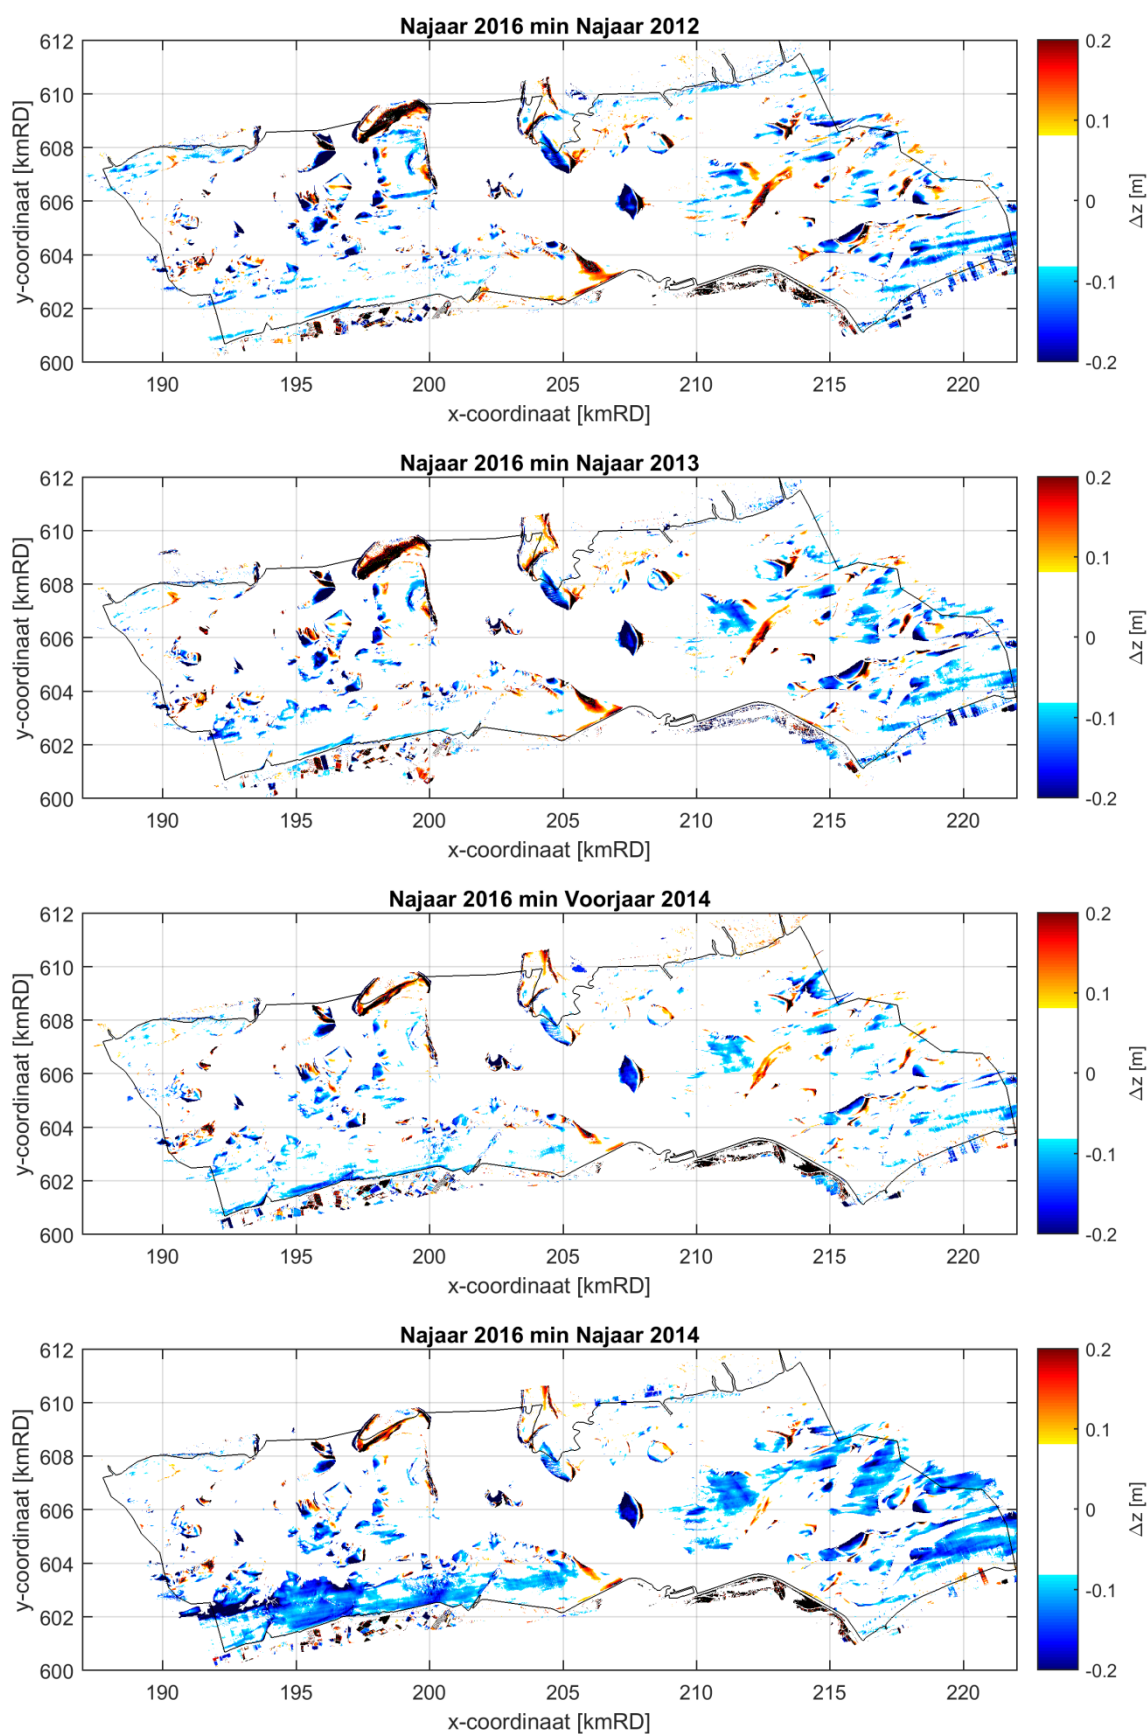 Najaar 2016 min Najaar 2012
612
610
608
606
604
602
600
y-coordinaat [kmRD]
190 195 200 205 210 215 220
x-coordinaat [kmRD]
0.2
0.1
0
-0.1
-0.2
Δz [m]
Najaar 2016 min Najaar 2013
612
610
608
606
604
602
600
y-coordinaat [kmRD]
190 195 200 205 210 215 220
x-coordinaat [kmRD]
0.2
0.1
0
-0.1
-0.2
Δz [m]
Najaar 2016 min Voorjaar 2014
612
610
608
606
604
602
600
y-coordinaat [kmRD]
190 195 200 205 210 215 220
x-coordinaat [kmRD]
0.2
0.1
0
-0.1
-0.2
Δz [m]
Najaar 2016 min Najaar 2014
612
610
608
606
604
602
600
y-coordinaat [kmRD]
190 195 200 205 210 215 220
x-coordinaat [kmRD]
0.2
0.1
0
-0.1
-0.2
Δz [m]